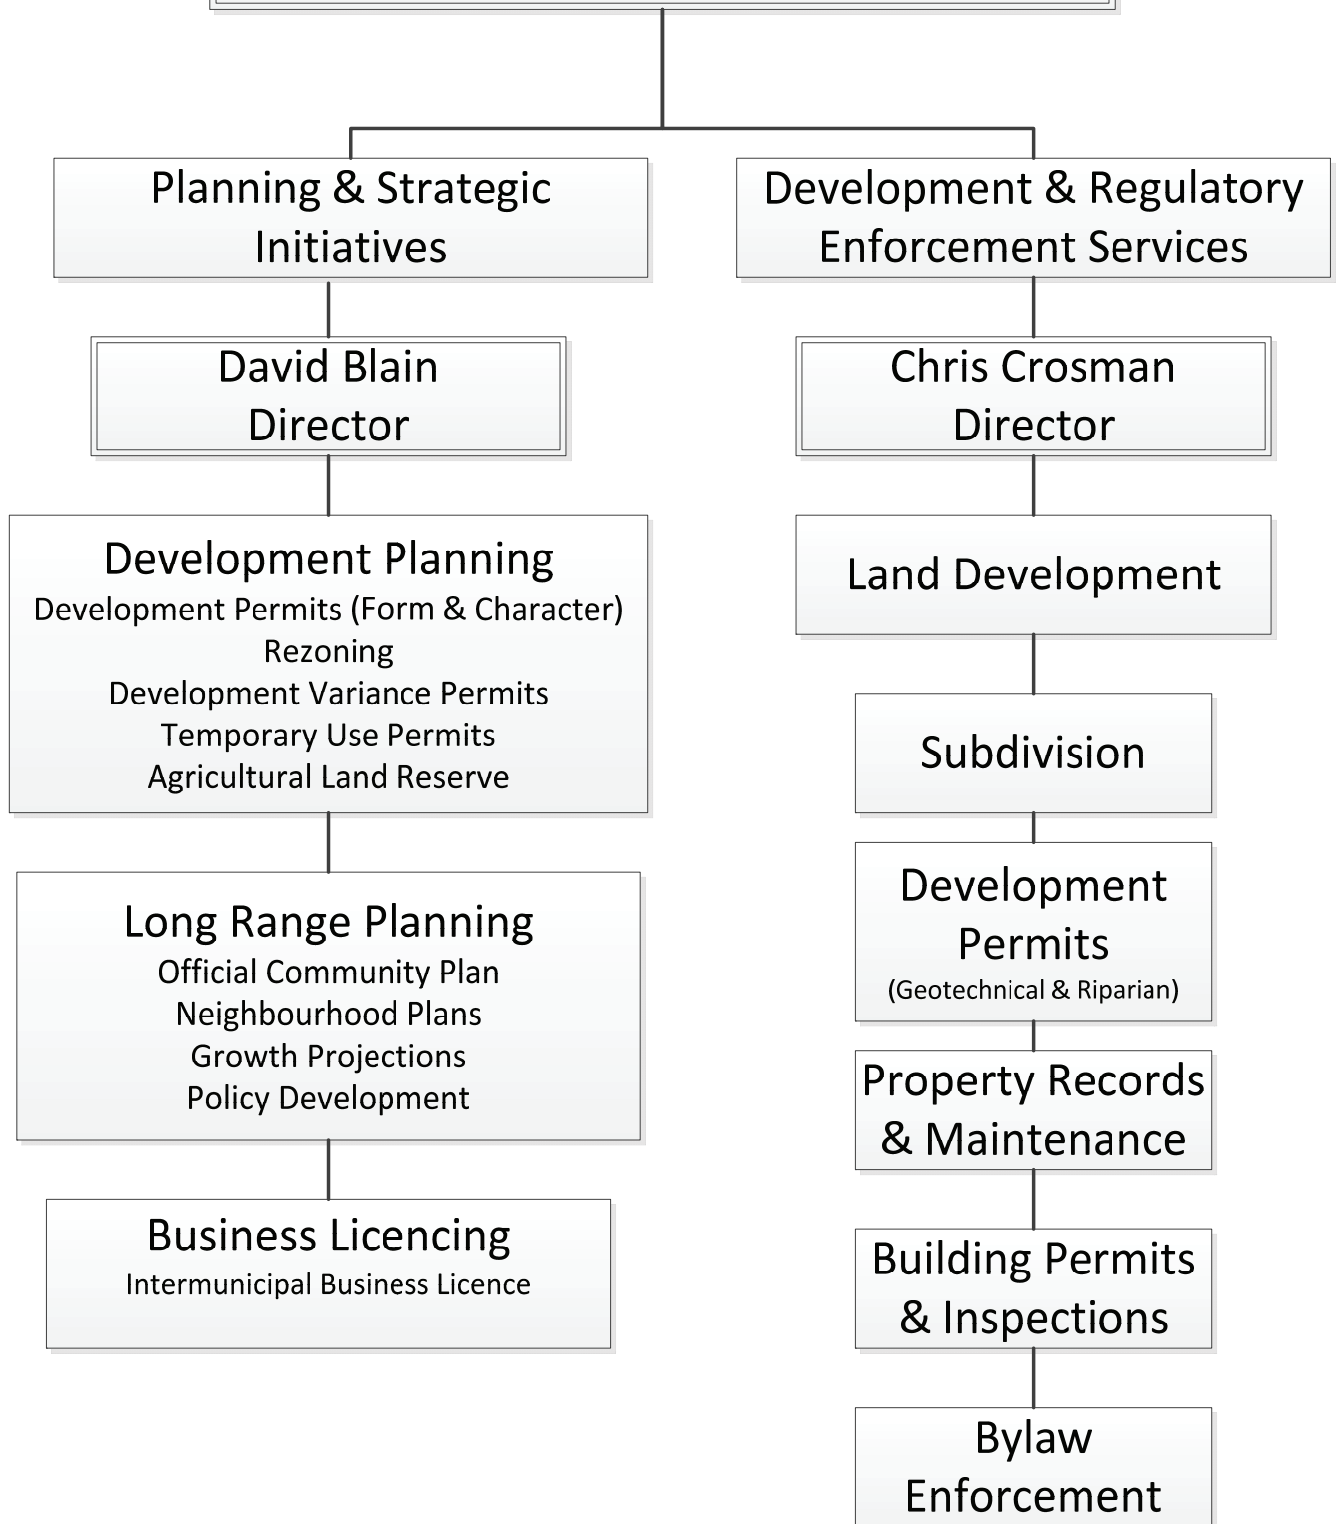 Planning & Strategic
Initiatives
David Blain
Director
Development Planning
Development Permits (Form & Character)
Rezoning
Development Variance Permits
Temporary Use Permits
Agricultural Land Reserve
Long Range Planning
Official Community Plan
Neighbourhood Plans
Growth Projections
Policy Development
Business Licencing
Intermunicipal Business Licence
Development & Regulatory
Enforcement Services
Chris Crosman
Director
Land Development
Subdivision
Development
Permits
(Geotechnical & Riparian)
Property Records
& Maintenance
Building Permits
& Inspections
Bylaw
Enforcement